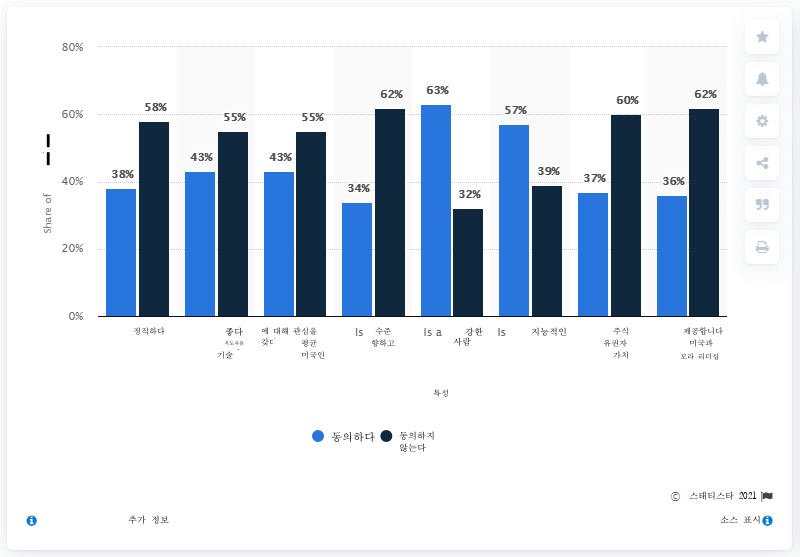 80%
60%
40%
20%
0%
Share of
38% 58% 43% 55% 43% 55% 34% 62% 63% 32% 57% 39% 37% 60% 36% 62%
정직하다
좋다
지도자들
기술
에 대해 관심을
갖다 평균
미국인
Is 수준
향하고
Is a 강한
사람
Is 지능적인
주식
유권자
가치
제공합니다
미국과
모라 리더십
특성
동의하다 동의하지
않는다
© 스태티스타 2021
추가 정보 소스 표시